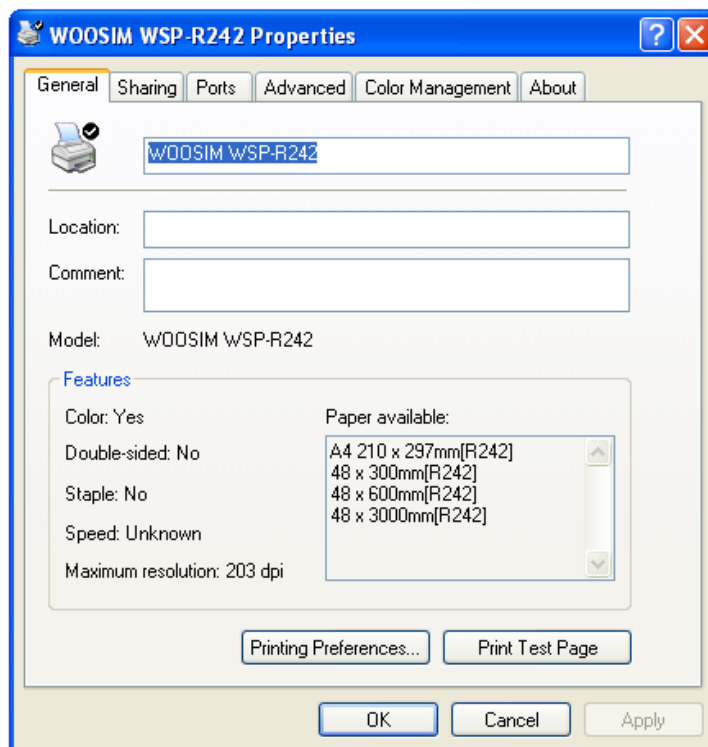 WOOSIM WSP-R242 Properties
General Sharing Ports Advanced Color Management About
WOOSIM WSP-R242
Location:
Comment:
Model: WOOSIM WSP-R242
Features
Color: Yes
Paper available:
Double-sided: No
Staple: No
Speed: Unknown
Maximum resolution: 203 dpi
A4 210 x 297mm[R242]
48 x 300mm[R242]
48 x 600mm[R242]
48 x 3000mm[R242]
Printing Preferences... Print Test Page
OK Cancel Apply